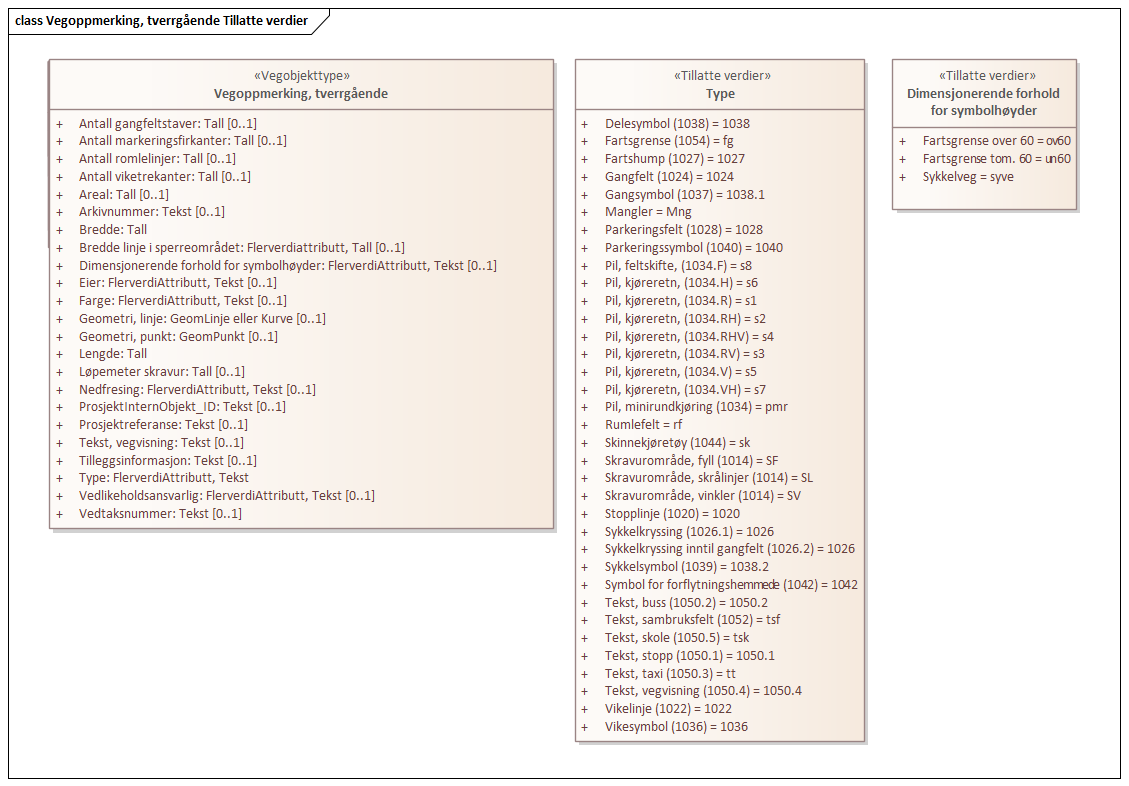 class Vegoppmerking, tverrgående Tillatte verdier
«Vegobjekttype»
Vegoppmerking, tverrgående
+ Antall gangfeltstaver: Tall [0..1]
+ Antall markeringsfirkanter: Tall [0..1]
+ Antall romlelinjer: Tall [0..1]
+ Antall viketrekanter: Tall [0..1]
+ Areal: Tall [0..1]
+ Arkivnummer: Tekst [0..1]
+ Bredde: Tall
+ Bredde linje i sperreområdet: Flerverdiattributt, Tall [0..1]
+ Dimensjonerende forhold for symbolhøyder: FlerverdiAttributt, Tekst [0..1]
+ Eier: FlerverdiAttributt, Tekst [0..1]
+ Farge: FlerverdiAttributt, Tekst [0..1]
+ Geometri, linje: GeomLinje eller Kurve [0..1]
+ Geometri, punkt: GeomPunkt [0..1]
+ Lengde: Tall
+ Løpemeter skravur: Tall [0..1]
+ Nedfresing: FlerverdiAttributt, Tekst [0..1]
+ ProsjektInternObjekt_ID: Tekst [0..1]
+ Prosjektreferanse: Tekst [0..1]
+ Tekst, vegvisning: Tekst [0..1]
+ Tilleggsinformasjon: Tekst [0..1]
+ Type: FlerverdiAttributt, Tekst
+ Vedlikeholdsansvarlig: FlerverdiAttributt, Tekst [0..1]
+ Vedtaksnummer: Tekst [0..1]
«Tillatte verdier»
Type
+ Delesymbol (1038) = 1038
+ Fartsgrense (1054) = fg
+ Fartshump (1027) = 1027
+ Gangfelt (1024) = 1024
+ Gangsymbol (1037) = 1038.1
+ Mangler = Mng
+ Parkeringsfelt (1028) = 1028
+ Parkeringssymbol (1040) = 1040
+ Pil, feltskifte, (1034.F) = s8
+ Pil, kjøreretn, (1034.H) = s6
+ Pil, kjøreretn, (1034.R) = s1
+ Pil, kjøreretn, (1034.RH) = s2
+ Pil, kjøreretn, (1034.RHV) = s4
+ Pil, kjøreretn, (1034.RV) = s3
+ Pil, kjøreretn, (1034.V) = s5
+ Pil, kjøreretn, (1034.VH) = s7
+ Pil, minirundkjøring (1034) = pmr
+ Rumlefelt = rf
+ Skinnekjøretøy (1044) = sk
+ Skravurområde, fyll (1014) = SF
+ Skravurområde, skrålinjer (1014) = SL
+ Skravurområde, vinkler (1014) = SV
+ Stopplinje (1020) = 1020
+ Sykkelkryssing (1026.1) = 1026
+ Sykkelkryssing inntil gangfelt (1026.2) = 1026
+ Sykkelsymbol (1039) = 1038.2
+ Symbol for forflytningshemmede (1042) = 1042
+ Tekst, buss (1050.2) = 1050.2
+ Tekst, sambruksfelt (1052) = tsf
+ Tekst, skole (1050.5) = tsk
+ Tekst, stopp (1050.1) = 1050.1
+ Tekst, taxi (1050.3) = tt
+ Tekst, vegvisning (1050.4) = 1050.4
+ Vikelinje (1022) = 1022
+ Vikesymbol (1036) = 1036
«Tillatte verdier»
Dimensjonerende forhold
for symbolhøyder
+ Fartsgrense over 60 = ov60
+ Fartsgrense tom. 60 = un60
+ Sykkelveg = syve